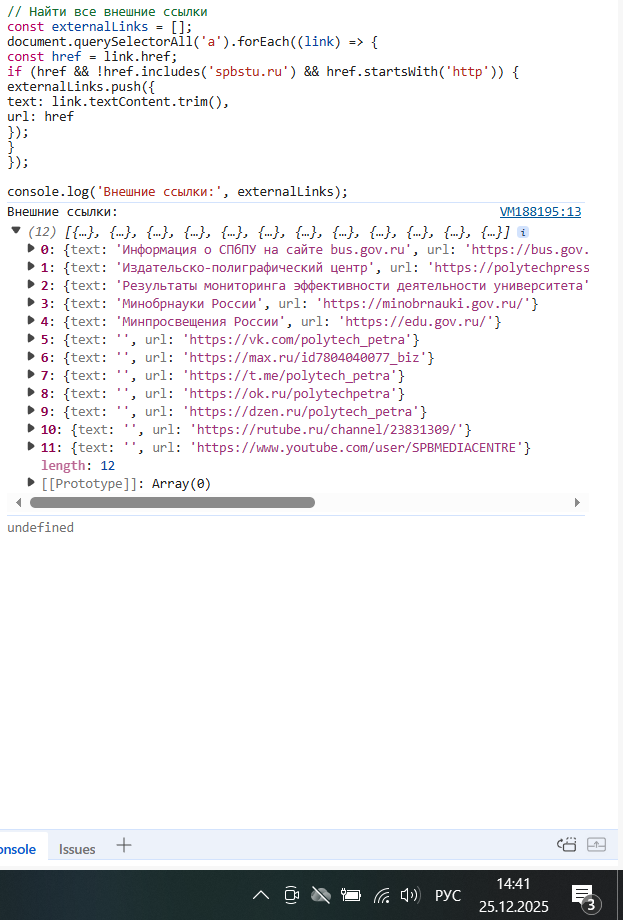 // Найти все внешние ссылки
const externalLinks = [];
document.querySelectorAll('a').forEach((link) => {
const href = link.href;
if (href && !href.includes('spbstu.ru') && href.startsWith('http')) {
externalLinks.push({
text: link.textContent.trim(),
url: href
});
}
});
console.log('Внешние ссылки:', externalLinks);
Внешние ссылки: VM188195:13
(12) [{…}, {…}, {…}, {…}, {…}, {…}, {…}, {…}, {…}, {…}, {…}, {…}] i
0: {text: 'Информация о СПбПУ на сайте bus.gov.ru', url: 'https://bus.gov.
1: {text: 'Издательско-полиграфический центр', url: 'https://polytechpress
2: {text: 'Результаты мониторинга эффективности деятельности университета'
3: {text: 'Минобрнауки России', url: 'https://minobrnauki.gov.ru/'}
4: {text: 'Минпросвещения России', url: 'https://edu.gov.ru/'}
5: {text: '', url: 'https://vk.com/polytech_petra'}
6: {text: '', url: 'https://max.ru/id7804040077_biz'}
7: {text: '', url: 'https://t.me/polytech_petra'}
8: {text: '', url: 'https://ok.ru/polytechpetra'}
9: {text: '', url: 'https://dzen.ru/polytech_petra'}
10: {text: '', url: 'https://rutube.ru/channel/23831309/'}
11: {text: '', url: 'https://www.youtube.com/user/SPBMEDIACENTRE'}
length: 12
[[Prototype]]: Array(0)
undefined
onsole Issues
РУС 14:41
25.12.2025 3